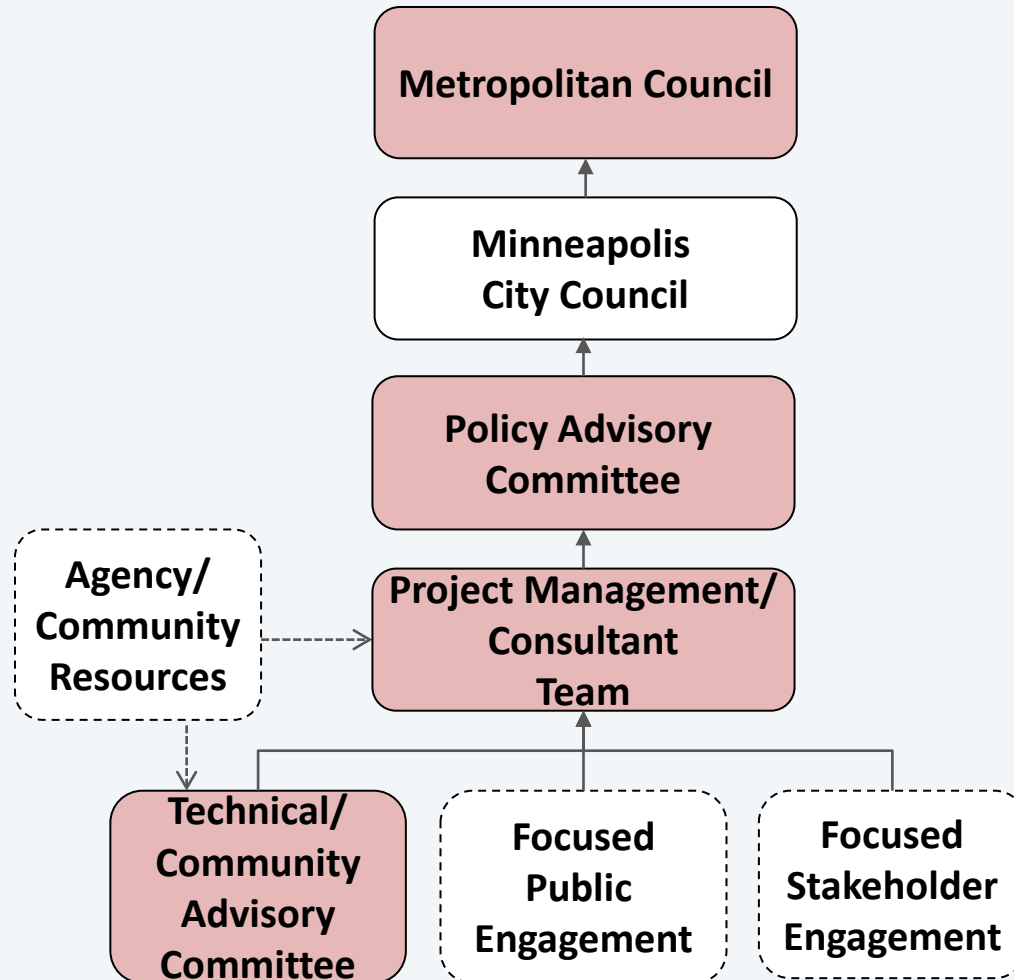 Metropolitan Council
Minneapolis
City Council
Policy Advisory
Committee
Agency/
Community
Resources
Project Management/
Consultant
Team
Technical/
Community
Advisory
Committee
Focused
Public
Engagement
Focused
Stakeholder
Engagement